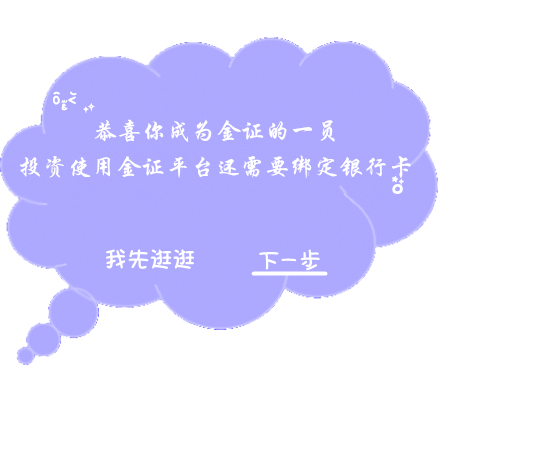 恭喜你成为金证的一员
投资使用金证平台还需要绑定银行卡
我先逛逛 下一步